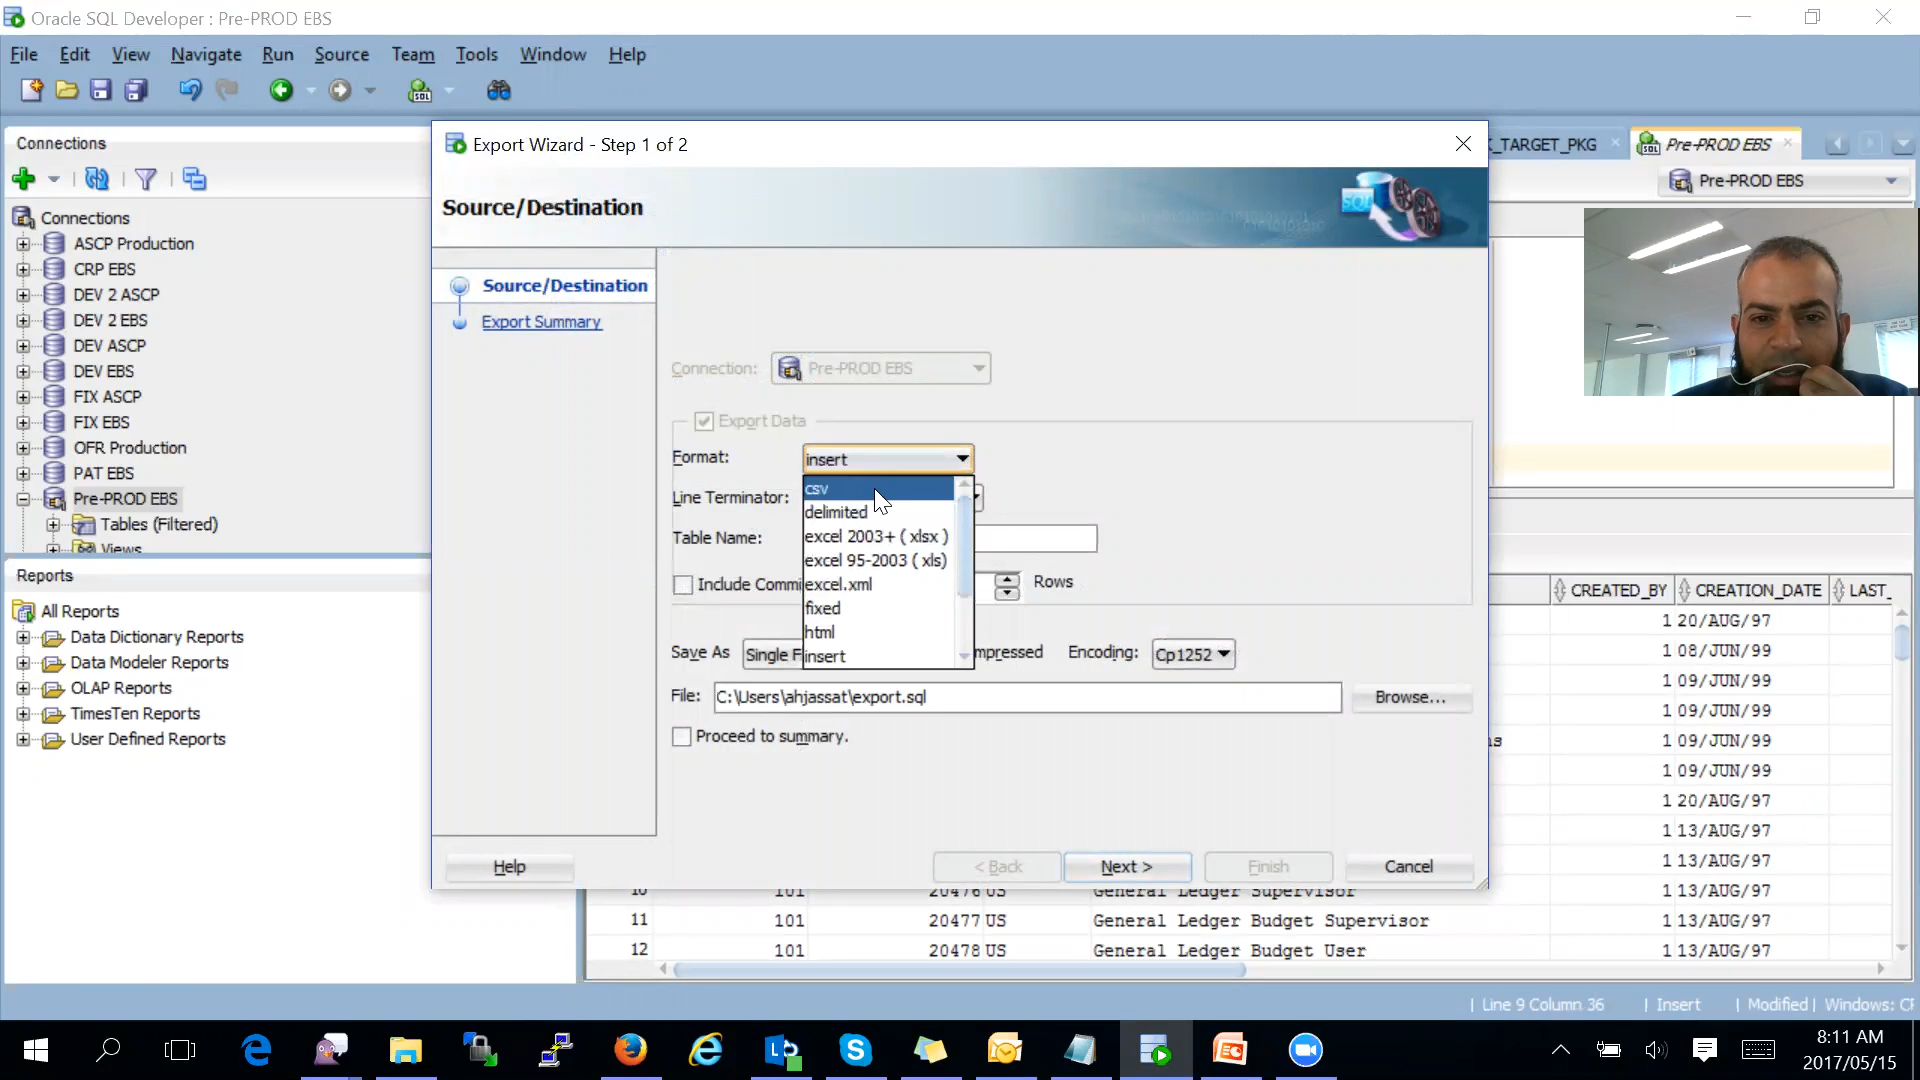 Oracle SQL Developer : Pre-PROD EBS
File Edit View Navigate Run Source Team Tools Window Help
Connections
Connections
ASCP Production
CRP EBS
DEV 2 ASCP
DEV 2 EBS
DEV ASCP
DEV EBS
FIX ASCP
FIX EBS
OFR Production
PAT EBS
Pre-PROD EBS
Tables (Filtered)
Views
Reports
All Reports
Data Dictionary Reports
Data Modeler Reports
OLAP Reports
TimesTen Reports
User Defined Reports
Export Wizard - Step 1 of 2
Source/Destination
Source/Destination
Export Summary
Connection: Pre-PROD EBS
Export Data
Format: insert
csv
delimited
excel 2003+ ( xlsx )
excel 95-2003 ( xls)
excel.xml
fixed
html
insert
Line Terminator:
Table Name:
Include Commi
Rows
Save As Single F
mpressed Encoding: Cp1252
File: C:\Users\ahjassat\export.sql Browse...
Proceed to summary.
Help < Back Next > Finish Cancel
_TARGET_PKG Pre-PROD EBS
Pre-PROD EBS
CREATED_BY CREATION_DATE LAST_
1 20/AUG/97
1 08/JUN/99
1 09/JUN/99
1 09/JUN/99
1 09/JUN/99
1 09/JUN/99
1 20/AUG/97
1 13/AUG/97
1 13/AUG/97
10 101 20476 US General Ledger Supervisor 1 13/AUG/97
11 101 20477 US General Ledger Budget Supervisor 1 13/AUG/97
12 101 20478 US General Ledger Budget User 1 13/AUG/97
Line 9 Column 36 Insert Modified Windows: CF
8:11 AM
2017/05/15